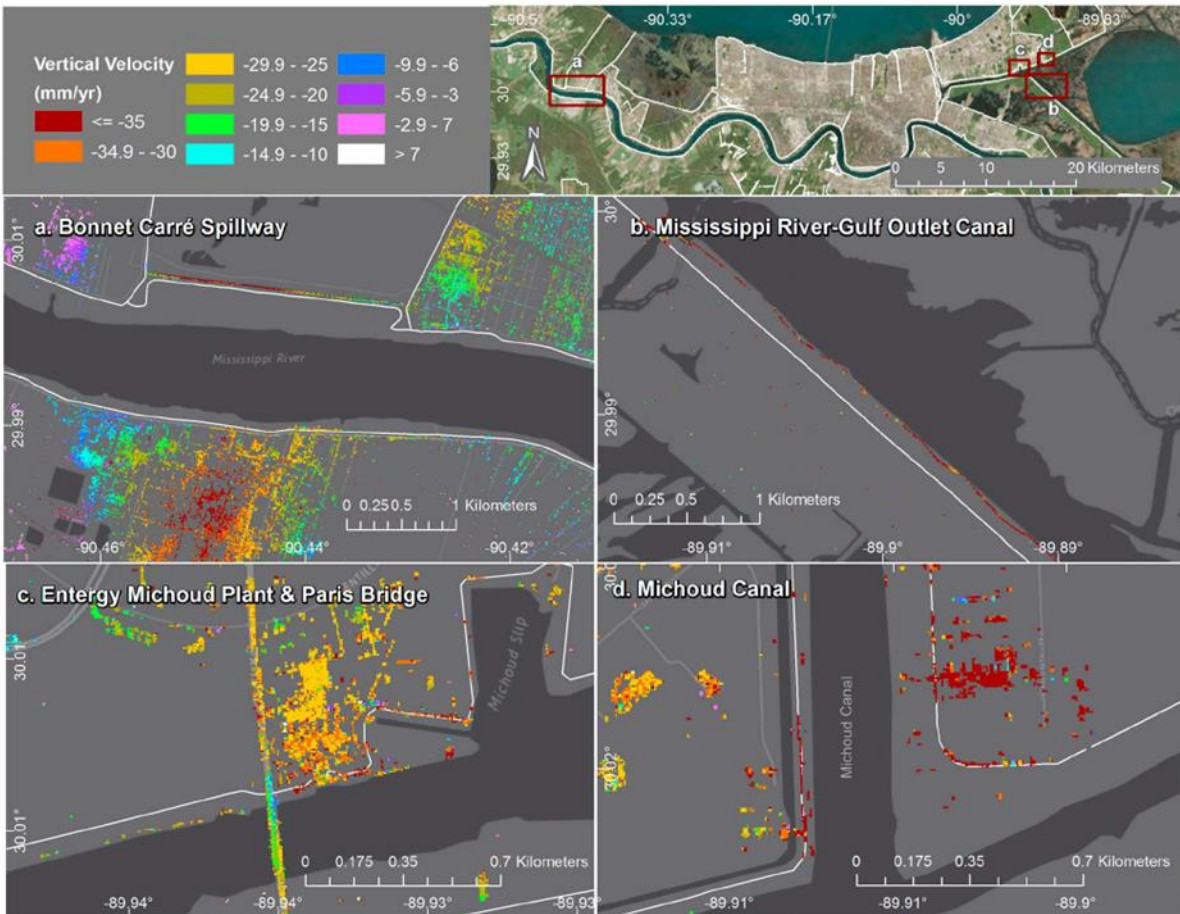 Vertical Velocity
(mm/yr)
<= -35
-34.9 - -30
-29.9 - -25
-24.9 - -20
-19.9 - -15
-14.9 - -10
-9.9 - -6
-5.9 - -3
-2.9 - 7
> 7
-90.5 -90.33° -90.17° -90° -89.83°
30°
29.93
a
c
d
b
N
0 5 10 20 Kilometers
a. Bonnet Carré Spillway
30.01°
Mississippi River
29.99°
0 0.25 0.5 1 Kilometers
-90.46° -90.44° -90.42°
b. Mississippi River-Gulf Outlet Canal
30°
29.99°
0 0.25 0.5 1 Kilometers
-89.91° -89.9° -89.89°
c. Entergy Michoud Plant & Paris Bridge
30.01°
Michoud Slip
30.01°
0 0.175 0.35 0.7 Kilometers
-89.94° -89.94° -89.93° -89.93
d. Michoud Canal
Michoud Canal
30.02°
0 0.175 0.35 0.7 Kilometers
-89.91° -89.91° -89.9°